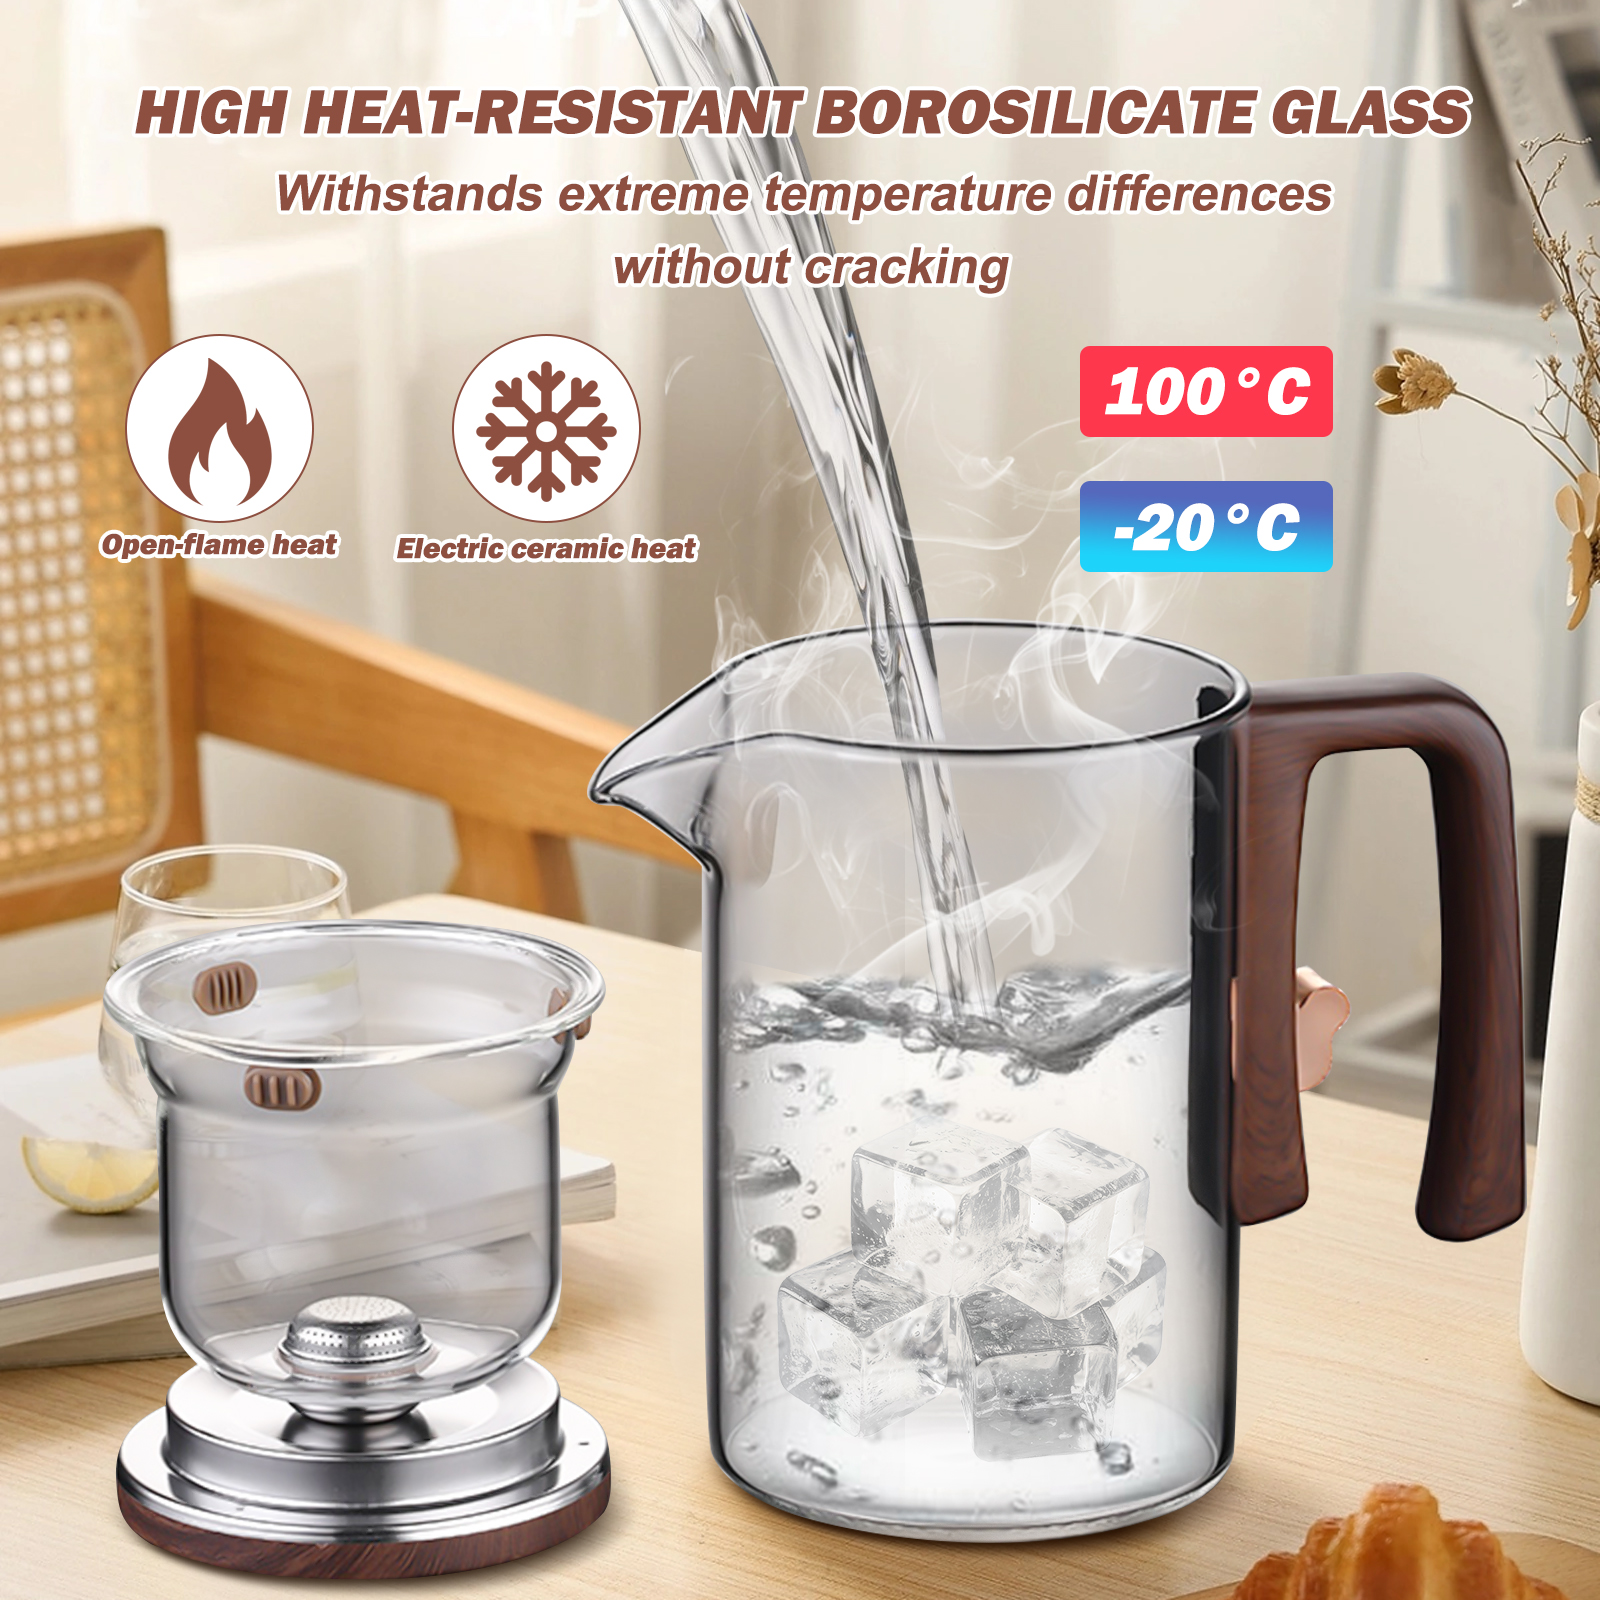 HIGH HEAT-RESISTANT BOROSILICATE GLASS
Withstands extreme temperature differences
without cracking
100°C
-20°C
Open-flame heat
Electric ceramic heat